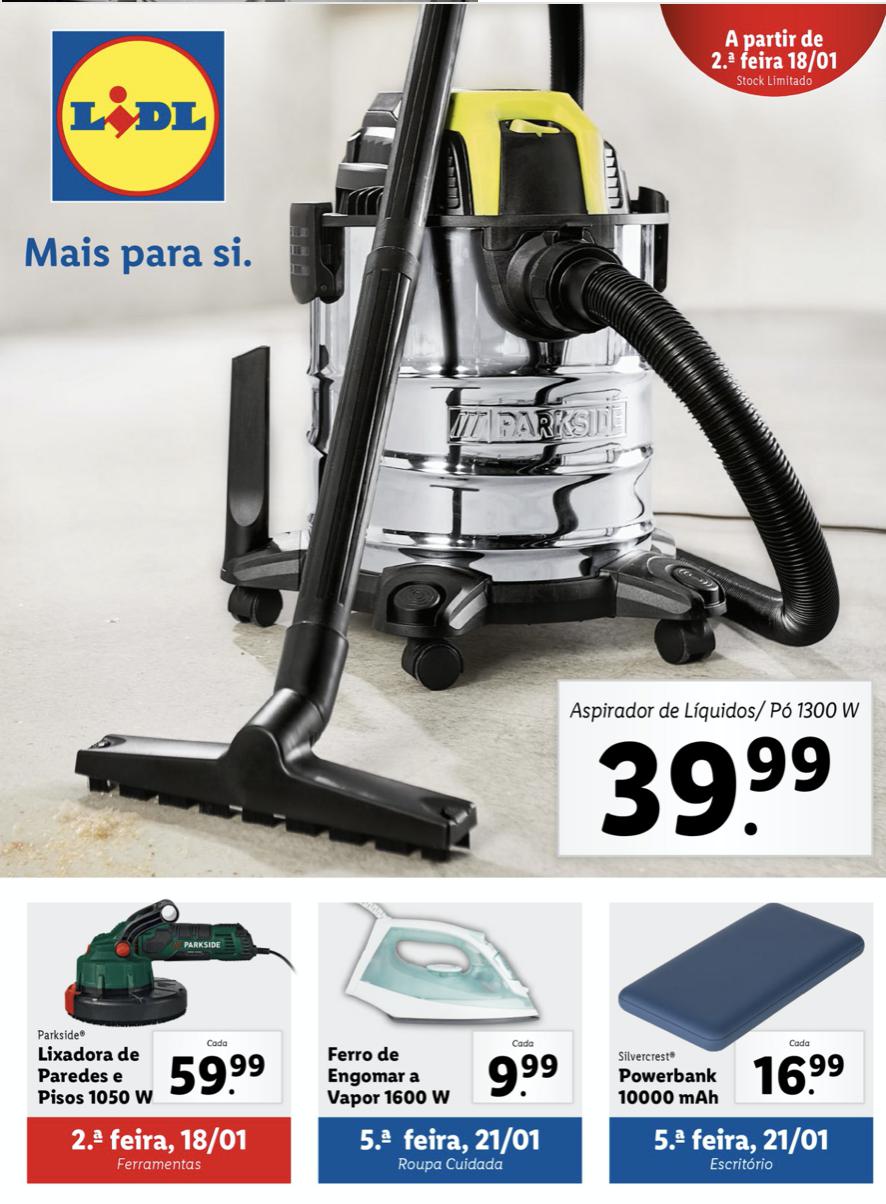 LIDL
Mais para si.
A partir de
2.ª feira 18/01
Stock Limitado
PARKSIDE
Aspirador de Líquidos/ Pó 1300 W
39.99
PARKSIDE
Parkside®
Lixadora de
Paredes e
Pisos 1050 W
Cada
59.99
2.ª feira, 18/01
Ferramentas
Ferro de
Engomar a
Vapor 1600 W
Cada
9.99
5.ª feira, 21/01
Roupa Cuidada
Silvercrest®
Powerbank
10000 mAh
Cada
16.99
5.ª feira, 21/01
Escritório